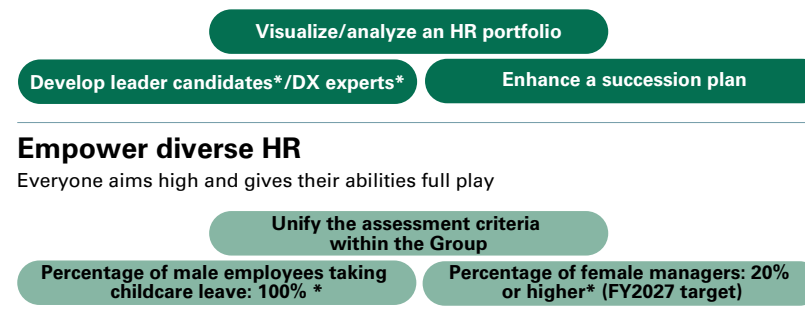 Visualize/analyze an HR portfolio
Develop leader candidates*/DX experts*
Enhance a succession plan
Empower diverse HR
Everyone aims high and gives their abilities full play
Unify the assessment criteria
within the Group
Percentage of male employees taking
childcare leave: 100% *
Percentage of female managers: 20%
or higher* (FY2027 target)